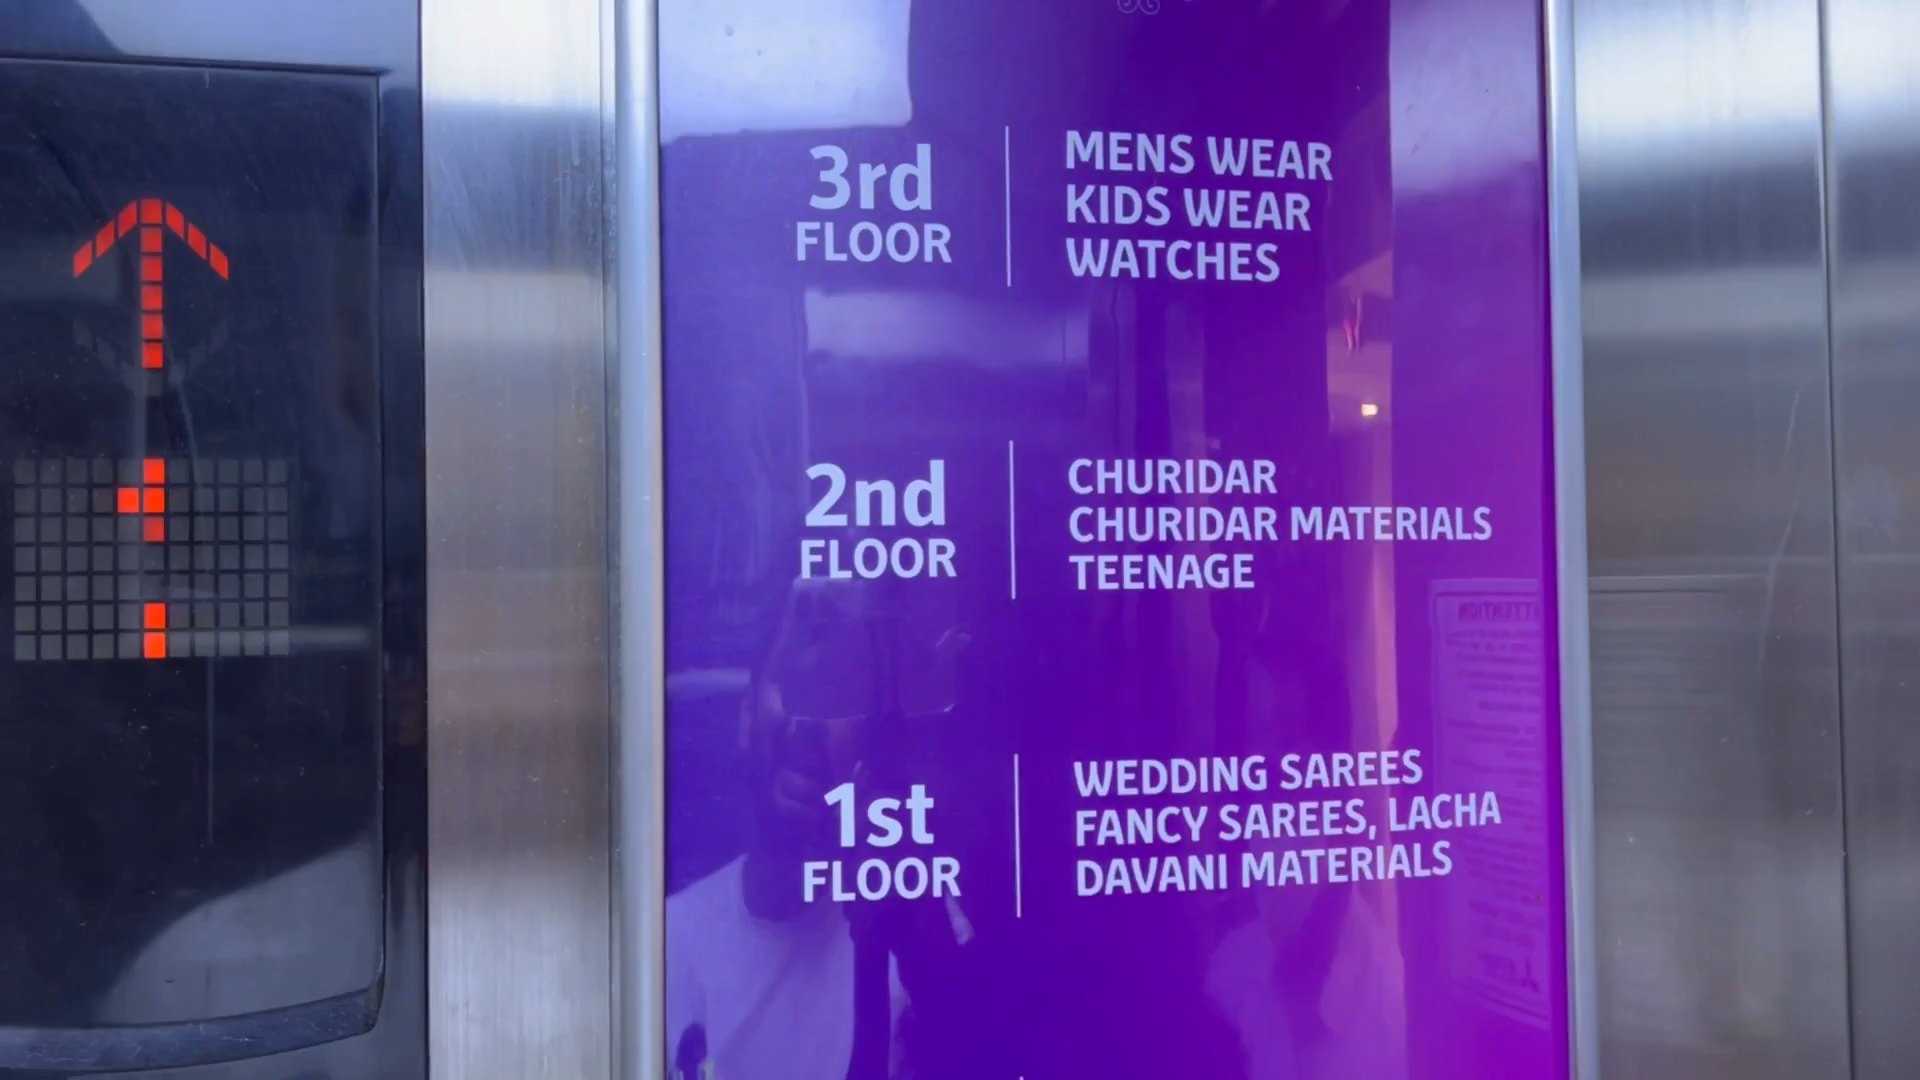 3rd
FLOOR
MENS WEAR
KIDS WEAR
WATCHES
2nd
FLOOR
CHURIDAR
CHURIDAR MATERIALS
TEENAGE
1st
FLOOR
WEDDING SAREES
FANCY SAREES, LACHA
DAVANI MATERIALS
ATTENTION